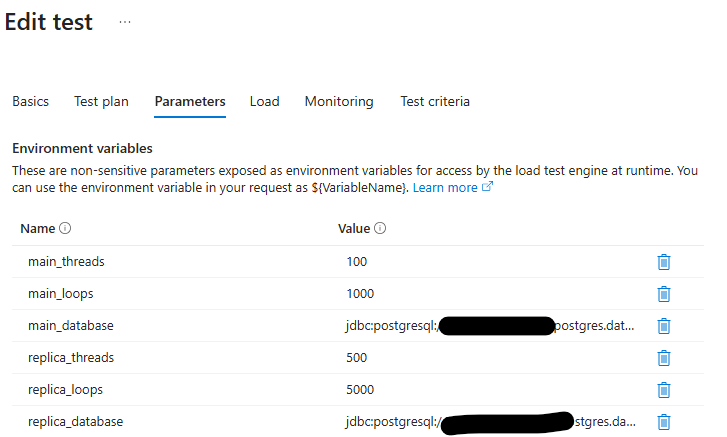 Edit test ...
Basics Test plan Parameters Load Monitoring Test criteria
Environment variables
These are non-sensitive parameters exposed as environment variables for access by the load test engine at runtime. You
can use the environment variable in your request as ${VariableName}. Learn more
Name Value
main_threads 100
main_loops 1000
main_database jdbc:postgresql:/ postgres.dat...
replica_threads 500
replica_loops 5000
replica_database jdbc:postgresql:/ stgres.da...